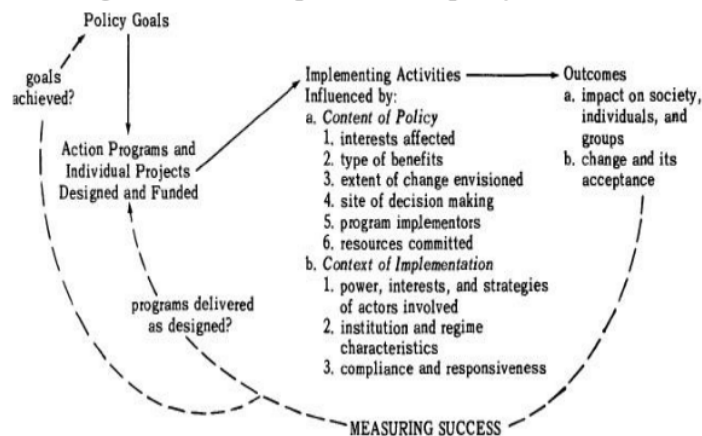 Policy Goals
goals
achieved?
Action Programs and
Individual Projects
Designed and Funded
programs delivered
as designed?
Implementing Activities
Influenced by:
a. Content of Policy
1. interests affected
2. type of benefits
3. extent of change envisioned
4. site of decision making
5. program implementors
6. resources committed
b. Context of Implementation
1. power, interests, and strategies
of actors involved
2. institution and regime
characteristics
3. compliance and responsiveness
Outcomes
a. impact on society,
individuals, and
groups
b. change and its
acceptance
MEASURING SUCCESS